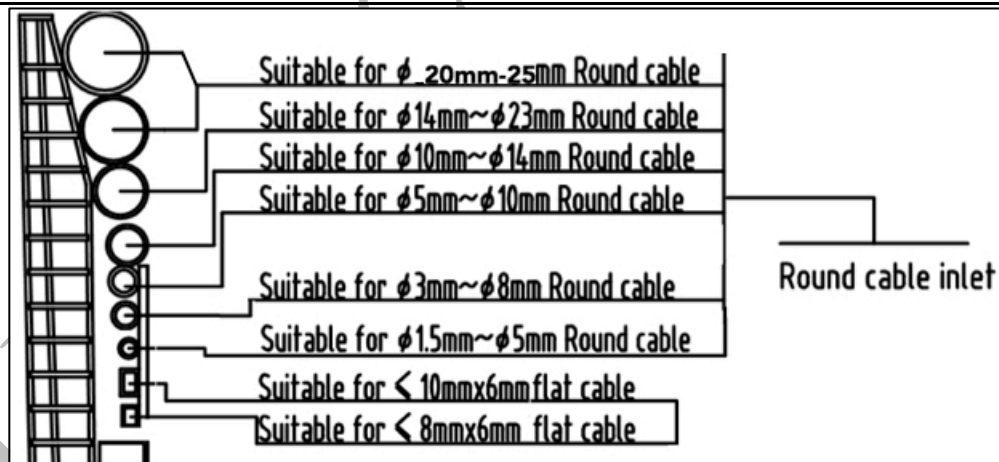 Suitable for ϕ_20mm-25mm Round cable
Suitable for ϕ14mm~ϕ23mm Round cable
Suitable for ϕ10mm~ϕ14mm Round cable
Suitable for ϕ5mm~ϕ10mm Round cable
Round cable inlet
Suitable for ϕ3mm~ϕ8mm Round cable
Suitable for ϕ1.5mm~ϕ5mm Round cable
Suitable for < 10mmx6mm flat cable
Suitable for < 8mmx6mm flat cable